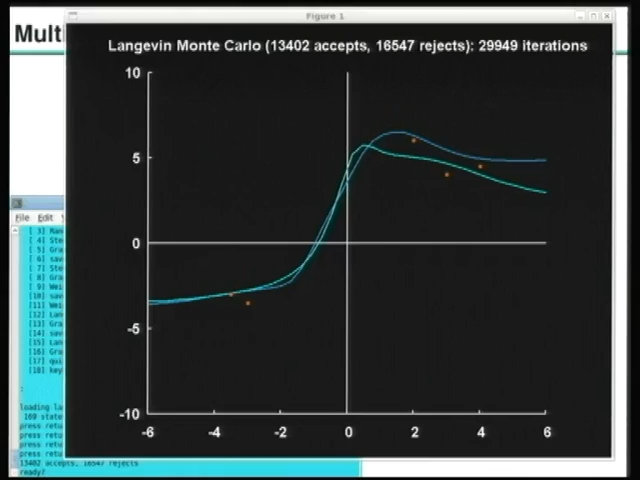 Figure 1
Mult
Langevin Monte Carlo (13402 accepts, 16547 rejects): 29949 iterations
10
5
0
-5
-10
-6
-4
-2
0
2
4
6
File Edit
[ 3] Ran
[ 4] Ste
[ 5] Gra
[ 6] sav
[ 7] Ste
[ 8] Gra
[ 9] Wei
[10] sav
[11] Wei
[12] Lan
[13] Gra
[14] sav
[15] Lan
[16] Gra
[17] qui
[18] key
:
loading la
169 state
press retu
press retu
press retu
press retu
13402 accepts, 16547 rejects
ready?